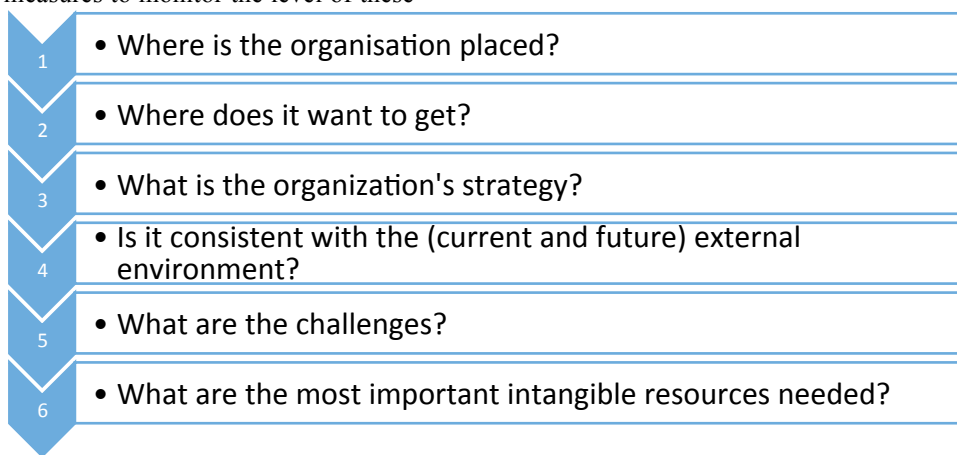 measures to monitor the level of these
1 • Where is the organisation placed?
2 • Where does it want to get?
3 • What is the organization's strategy?
4 • Is it consistent with the (current and future) external
environment?
5 • What are the challenges?
6 • What are the most important intangible resources needed?